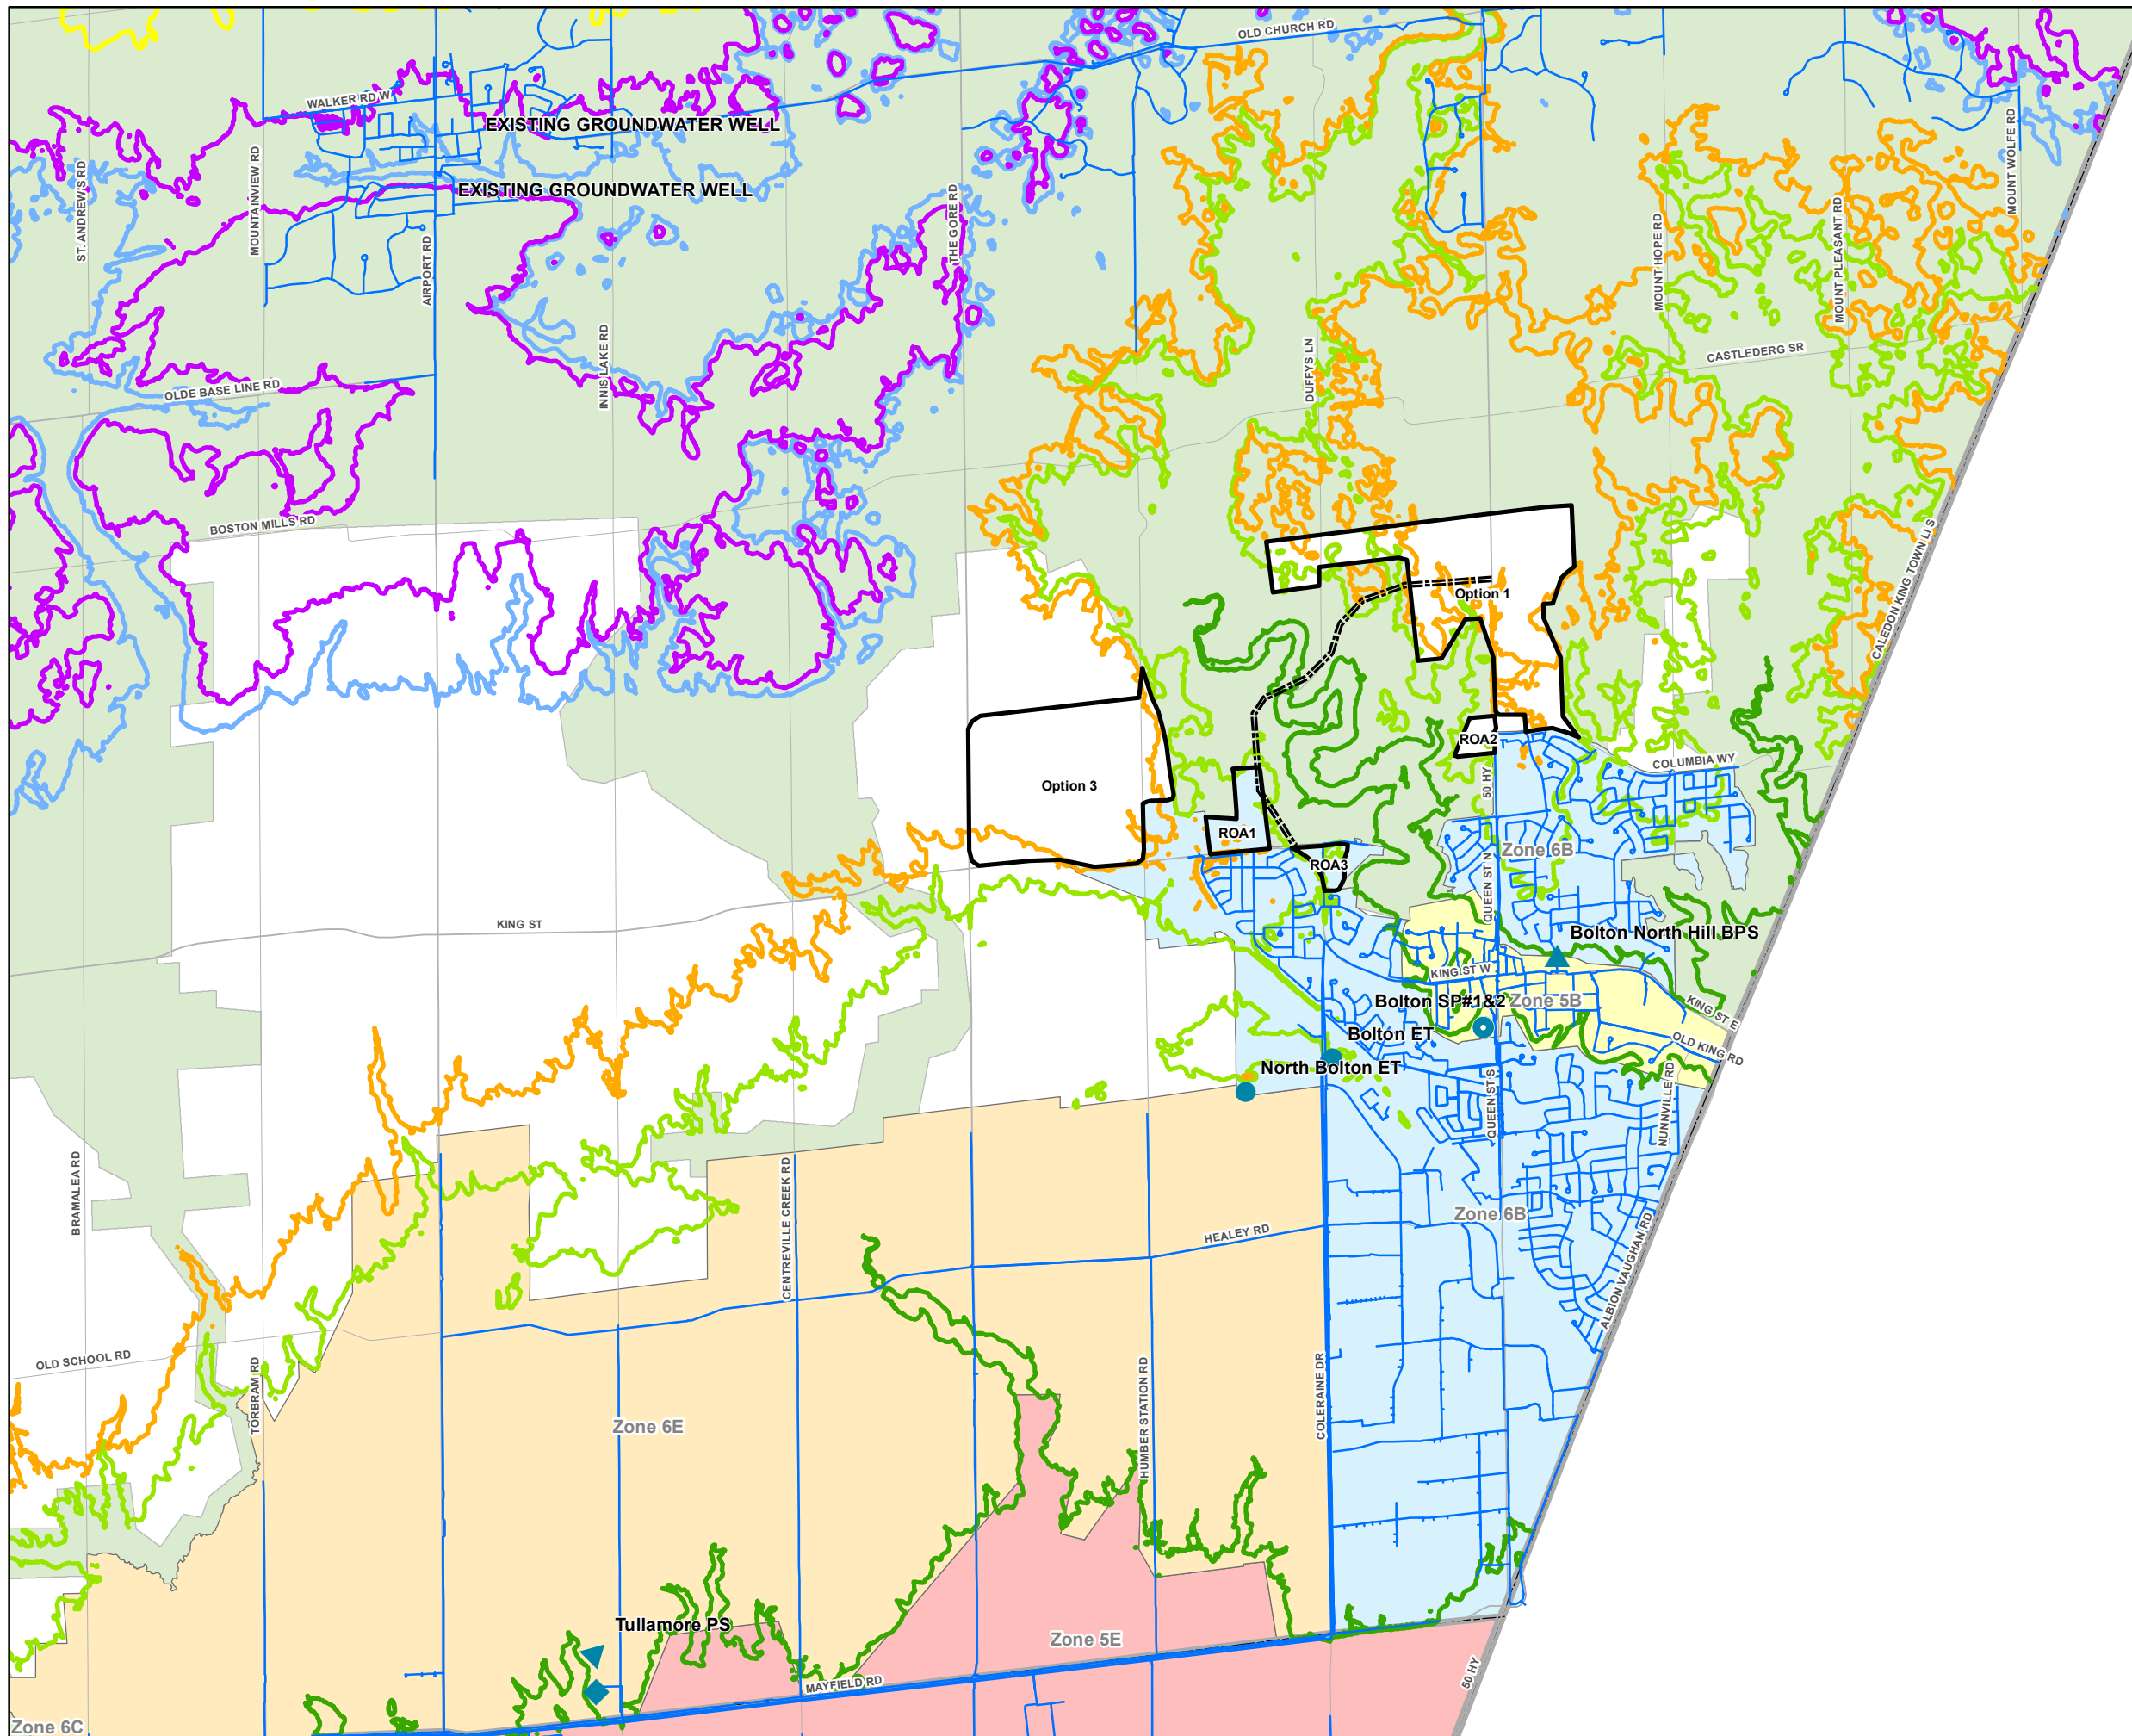 OLD CHURCH RD
WALKER RD W
EXISTING GROUNDWATER WELL
EXISTING GROUNDWATER WELL
ST. ANDREWS RD
MOUNTAINVIEW RD
AIRPORT RD
THE GORE RD
MOUNT WOLFE RD
MOUNT HOPE RD
MOUNT PLEASANT RD
INNIS LAKE RD
DUFFYS LN
CASTLEDERG SR
OLDE BASE LINE RD
BOSTON MILLS RD
CALEDON KING TOWN LI S
Option 1
ROA2
COLUMBIA WY
50 HY
Option 3
ROA1
ROA3
Zone 6B
QUEEN ST N
KING ST
Bolton North Hill BPS
KING ST W
Bolton SP#1&2
Zone 5B
KING ST E
Bolton ET
OLD KING RD
North Bolton ET
QUEEN ST S
NUNNVILLE RD
BRAMALEA RD
CENTREVILLE CREEK RD
Zone 6B
HEALEY RD
ALBION VAUGHAN RD
OLD SCHOOL RD
TORBRAM RD
Zone 6E
HUMBER STATION RD
COLERAINE DR
Tullamore PS
Zone 5E
MAYFIELD RD
50 HY
Zone 6C